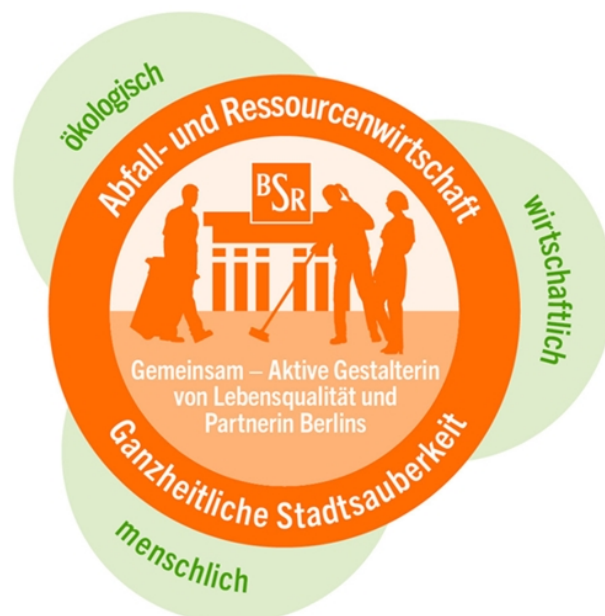 ökologisch
Abfall- und Ressourcenwirtschaft
BSR
wirtschaftlich
Gemeinsam – Aktive Gestalterin
von Lebensqualität und
Partnerin Berlins
Ganzheitliche Stadtsauberkeit
menschlich